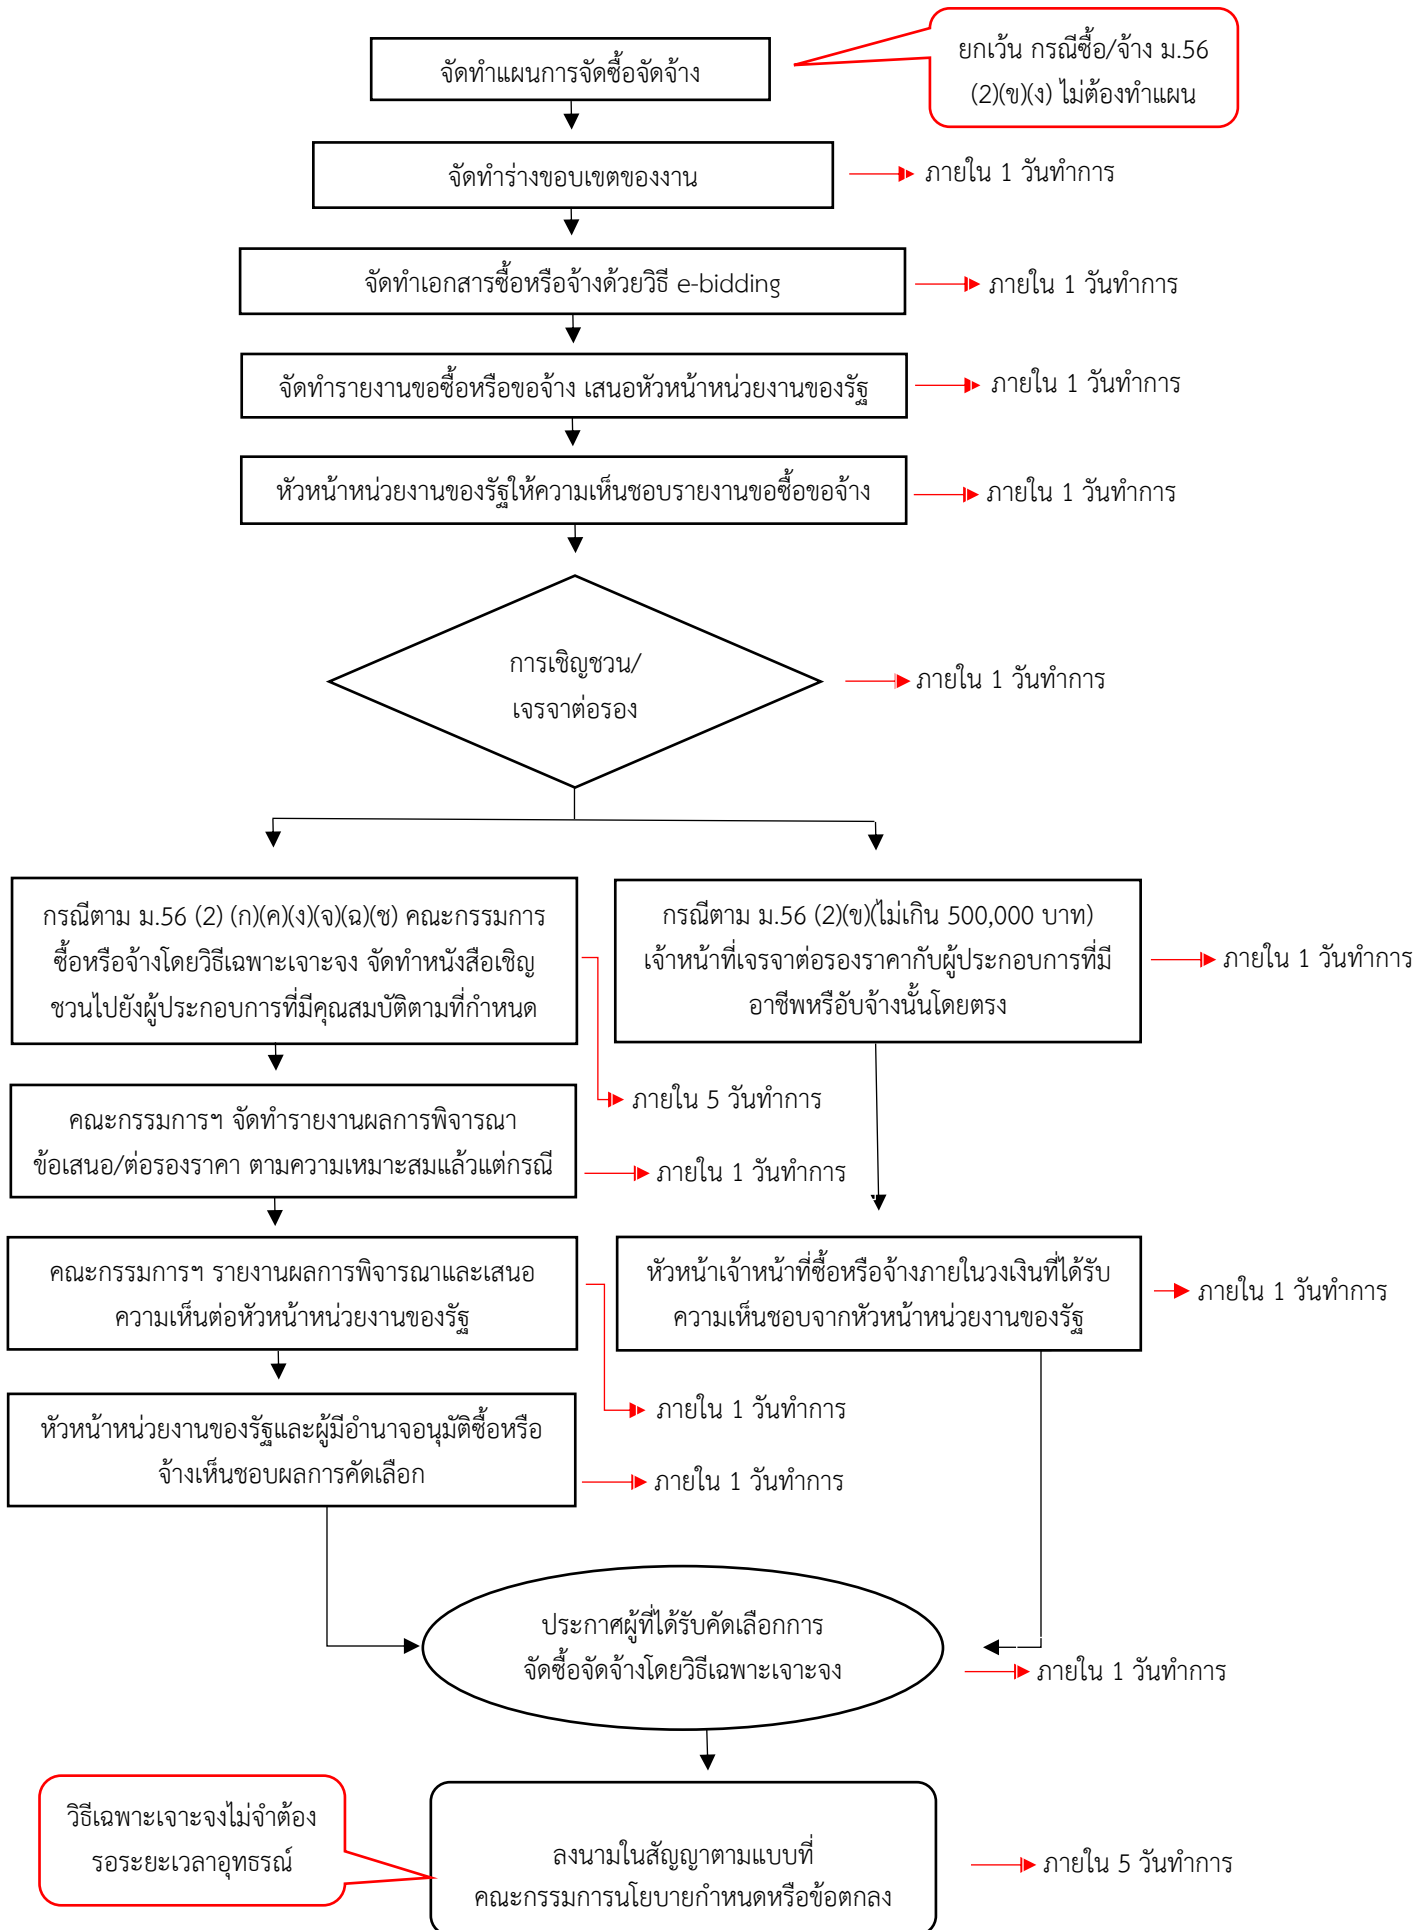 จัดทำแผนการจัดซื้อจัดจ้าง
ยกเว้น กรณีซื้อ/จ้าง ม.56
(2)(ข)(ง) ไม่ต้องทำแผน
จัดทำร่างขอบเขตของงาน
ภายใน 1 วันทำการ
จัดทำเอกสารซื้อหรือจ้างด้วยวิธี e-bidding
ภายใน 1 วันทำการ
จัดทำรายงานขอซื้อหรือขอจ้าง เสนอหัวหน้าหน่วยงานของรัฐ
ภายใน 1 วันทำการ
หัวหน้าหน่วยงานของรัฐให้ความเห็นชอบรายงานขอซื้อขอจ้าง
ภายใน 1 วันทำการ
การเชิญชวน/
เจรจาต่อรอง
ภายใน 1 วันทำการ
กรณีตาม ม.56 (2) (ก)(ค)(ง)(จ)(ฉ)(ช) คณะกรรมการ
ซื้อหรือจ้างโดยวิธีเฉพาะเจาะจง จัดทำหนังสือเชิญ
ชวนไปยังผู้ประกอบการที่มีคุณสมบัติตามที่กำหนด
ภายใน 5 วันทำการ
กรณีตาม ม.56 (2)(ข)(ไม่เกิน 500,000 บาท)
เจ้าหน้าที่เจรจาต่อรองราคากับผู้ประกอบการที่มี
อาชีพหรือับจ้างนั้นโดยตรง
ภายใน 1 วันทำการ
คณะกรรมการฯ จัดทำรายงานผลการพิจารณา
ข้อเสนอ/ต่อรองราคา ตามความเหมาะสมแล้วแต่กรณี
ภายใน 1 วันทำการ
คณะกรรมการฯ รายงานผลการพิจารณาและเสนอ
ความเห็นต่อหัวหน้าหน่วยงานของรัฐ
ภายใน 1 วันทำการ
หัวหน้าเจ้าหน้าที่ซื้อหรือจ้างภายในวงเงินที่ได้รับ
ความเห็นชอบจากหัวหน้าหน่วยงานของรัฐ
ภายใน 1 วันทำการ
หัวหน้าหน่วยงานของรัฐและผู้มีอำนาจอนุมัติซื้อหรือ
จ้างเห็นชอบผลการคัดเลือก
ภายใน 1 วันทำการ
ประกาศผู้ที่ได้รับคัดเลือกการ
จัดซื้อจัดจ้างโดยวิธีเฉพาะเจาะจง
ภายใน 1 วันทำการ
วิธีเฉพาะเจาะจงไม่จำต้อง
รอระยะเวลาอุทธรณ์
ลงนามในสัญญาตามแบบที่
คณะกรรมการนโยบายกำหนดหรือข้อตกลง
ภายใน 5 วันทำการ